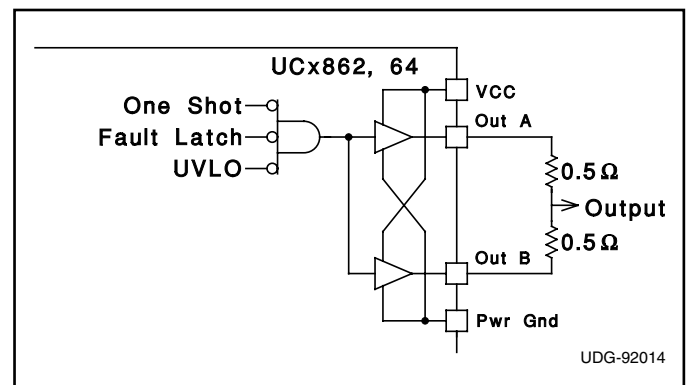 UCx862, 64
VCC
One Shot
Out A
Fault Latch
UVLO
0.5Ω
Output
0.5Ω
Out B
Pwr Gnd
UDG-92014